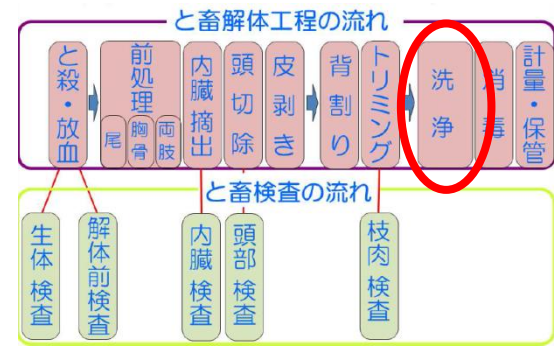 と畜解体工程の流れ
と殺・放血
前処理
尾
胸骨
両肢
内臓摘出
頭切除
皮剥き
背割り
トリミング
洗浄
消毒
計量・保管
と畜検査の流れ
生体検査
解体前検査
内臓検査
頭部検査
枝肉検査